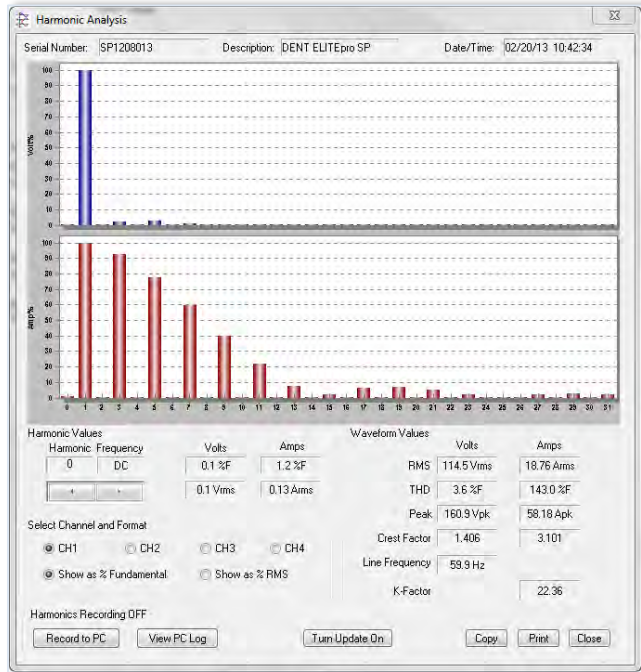 Harmonic Analysis
Serial Number: SP1208013 Description: DENT ELITEpro SP Date/Time: 02/20/13 10:42:34
100
90
80
70
60
50
40
30
20
10
0
Volt%
100
90
80
70
60
50
40
30
20
10
0
Amp%
0 1 2 3 4 5 6 7 8 9 10 11 12 13 14 15 16 17 18 19 20 21 22 23 24 25 26 27 28 29 30 31
Harmonic Values
Harmonic Frequency Volts Amps
0 DC 0.1 %F 1.2 %F
0.1 Vrms 0.13 Arms
Select Channel and Format
CH1 CH2 CH3 CH4
Show as % Fundamental Show as % RMS
Waveform Values
Volts Amps
RMS 114.5 Vrms 18.76 Arms
THD 3.6 %F 143.0 %F
Peak 160.9 Vpk 58.18 Apk
Crest Factor 1.406 3.101
Line Frequency 59.9 Hz
K-Factor 22.36
Harmonics Recording OFF
Record to PC View PC Log Turn Update On Copy Print Close